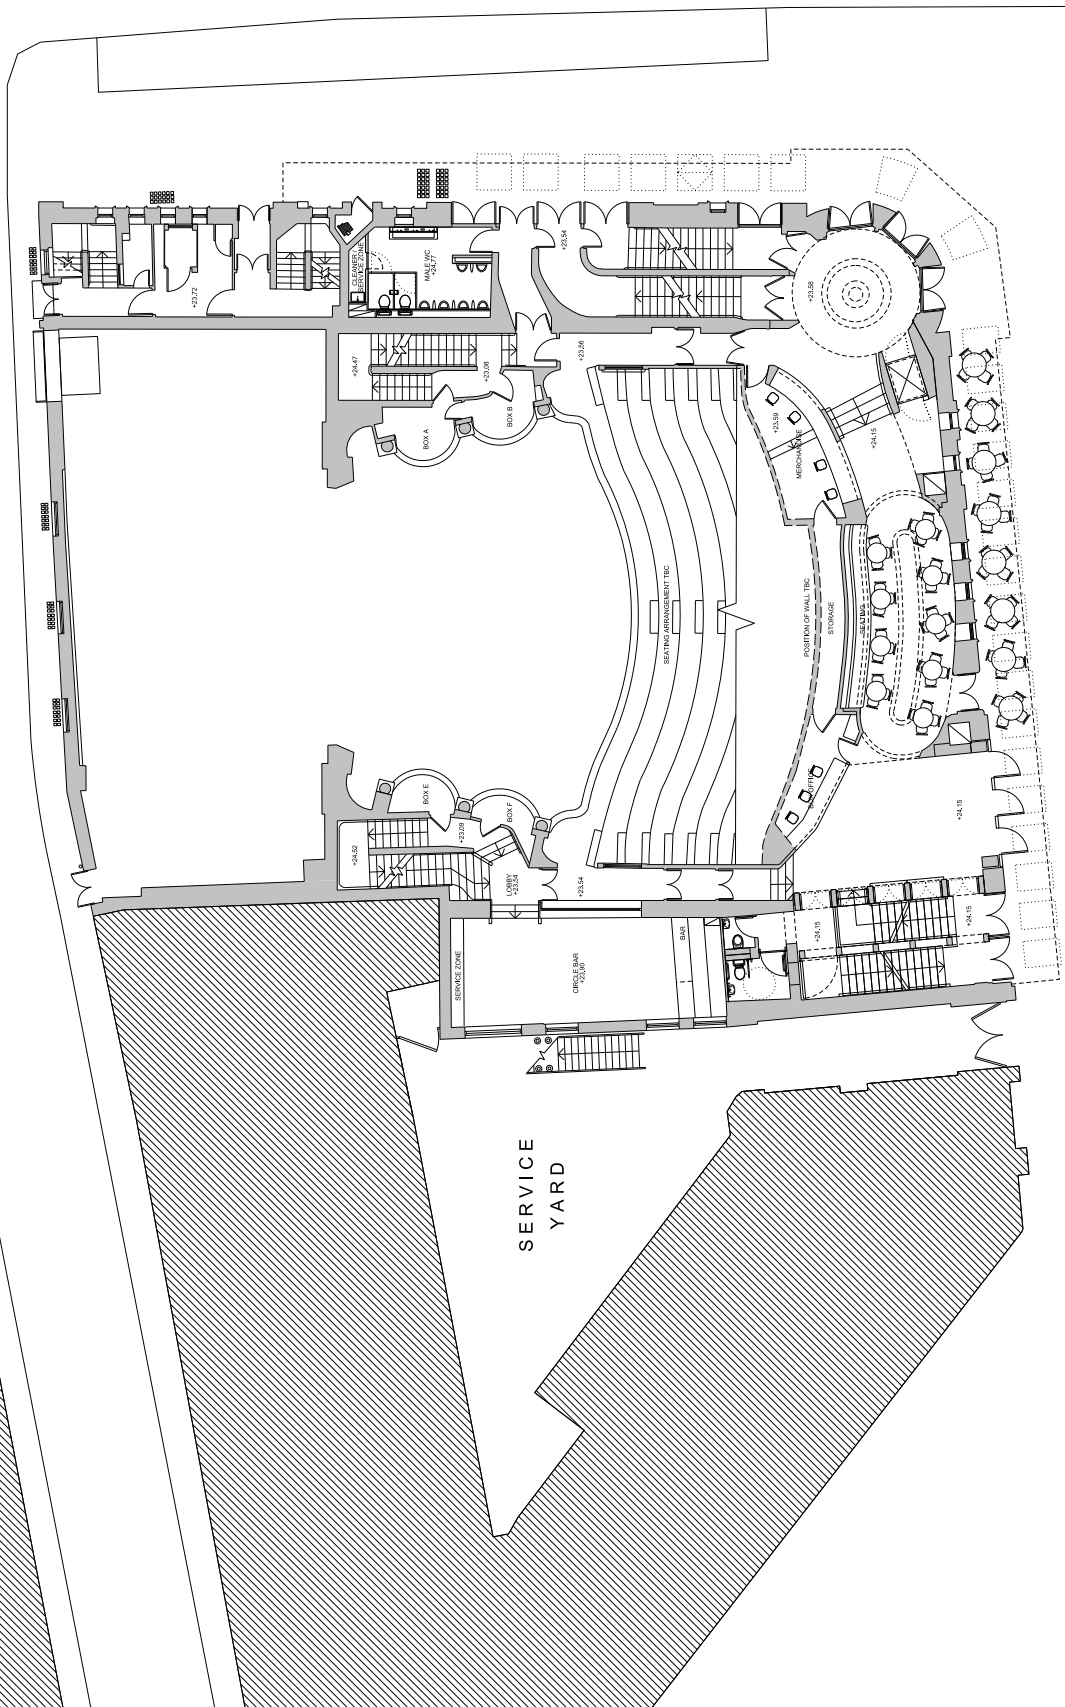 +23.72
CLEANER /
SERVICE ZONE
MALE WC
+24.77
+23.54
+23.58
+24.47
+23.08
+23.56
BOX A
BOX B
+23.59
MERCHANDISE
+24.15
SEATING ARRANGEMENT TBC
POSITION OF WALL TBC
STORAGE
SEATING
BOX E
BOX F
BOX OFFICE
+24.15
+24.52
+23.09
LOBBY
+23.54
+23.54
SERVICE ZONE
CIRCLE BAR
+23.90
BAR
+24.15
+24.15
SERVICE
YARD